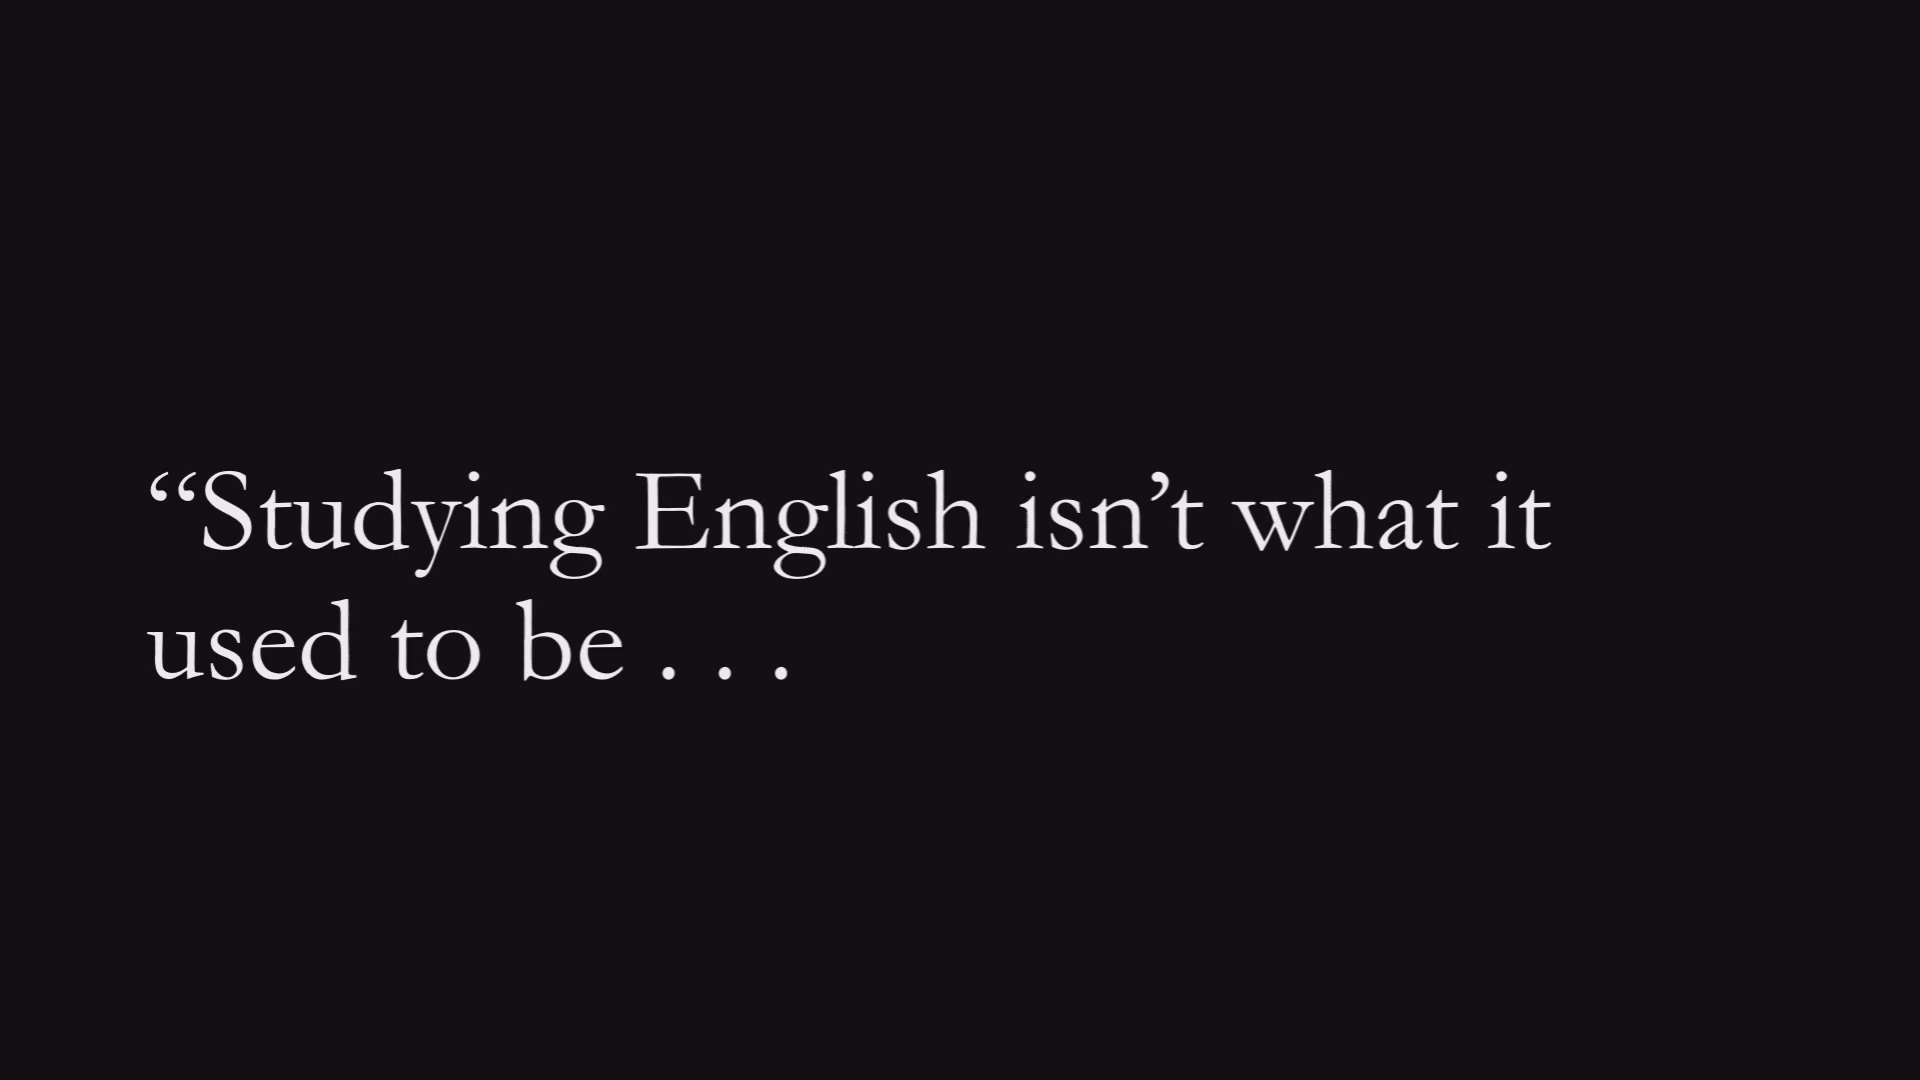 “Studying English isn’t what it
used to be . . .